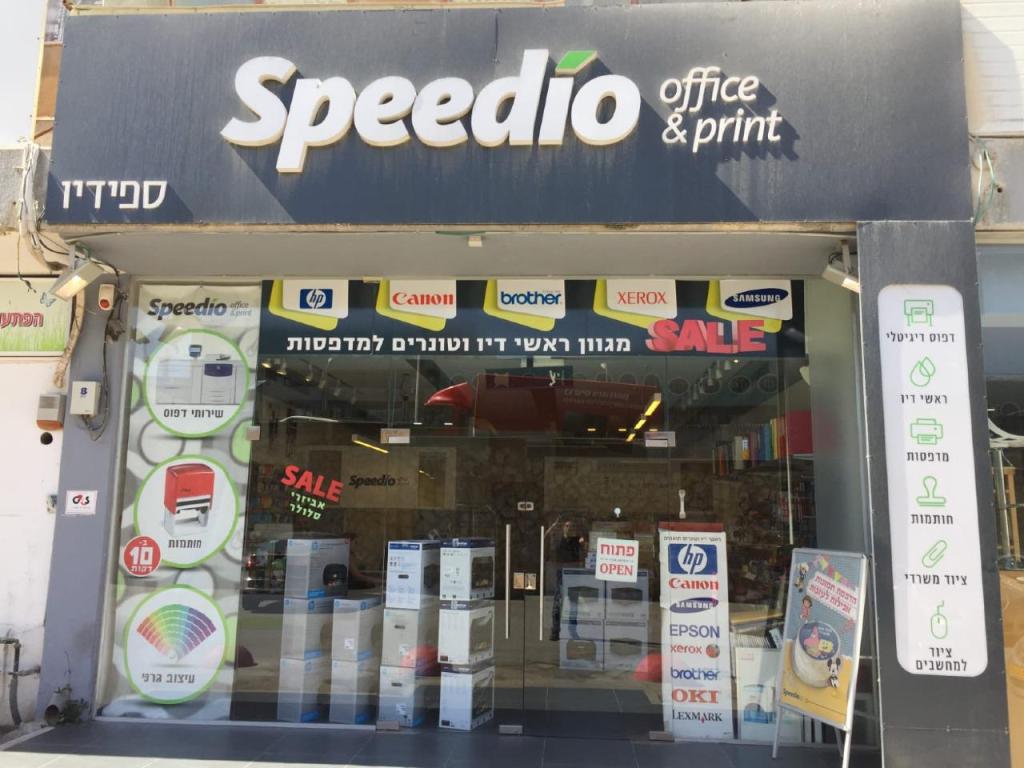 Speedio office
& print
ספידיו
Speedio office
& print
hp
Canon
brother
XEROX
SAMSUNG
מגוון ראשי דיו וטונרים למדפסות SALE
שירותי דפוס
חותמות
ב-
10
דקות
עיצוב גרפי
SALE
אביזרי
סלולר
Speedio
פתוח
OPEN
hp
Canon
SAMSUNG
EPSON
xerox
brother
OKI
LEXMARK
Speedio
דפוס דיגיטלי
ראשי דיו
מדפסות
חותמות
ציוד משרדי
ציוד
למחשבים
G4S